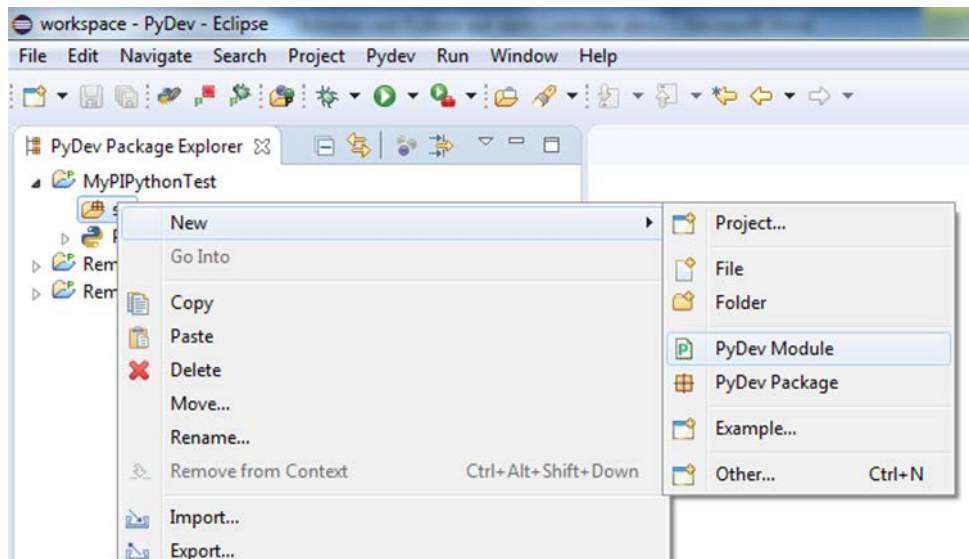 workspace - PyDev - Eclipse
File Edit Navigate Search Project Pydev Run Window Help
PyDev Package Explorer
MyPIPythonTest
s
P
Rem
Rem
New
Go Into
Copy
Paste
Delete
Move...
Rename...
Remove from Context Ctrl+Alt+Shift+Down
Import...
Export...
Project...
File
Folder
PyDev Module
PyDev Package
Example...
Other... Ctrl+N